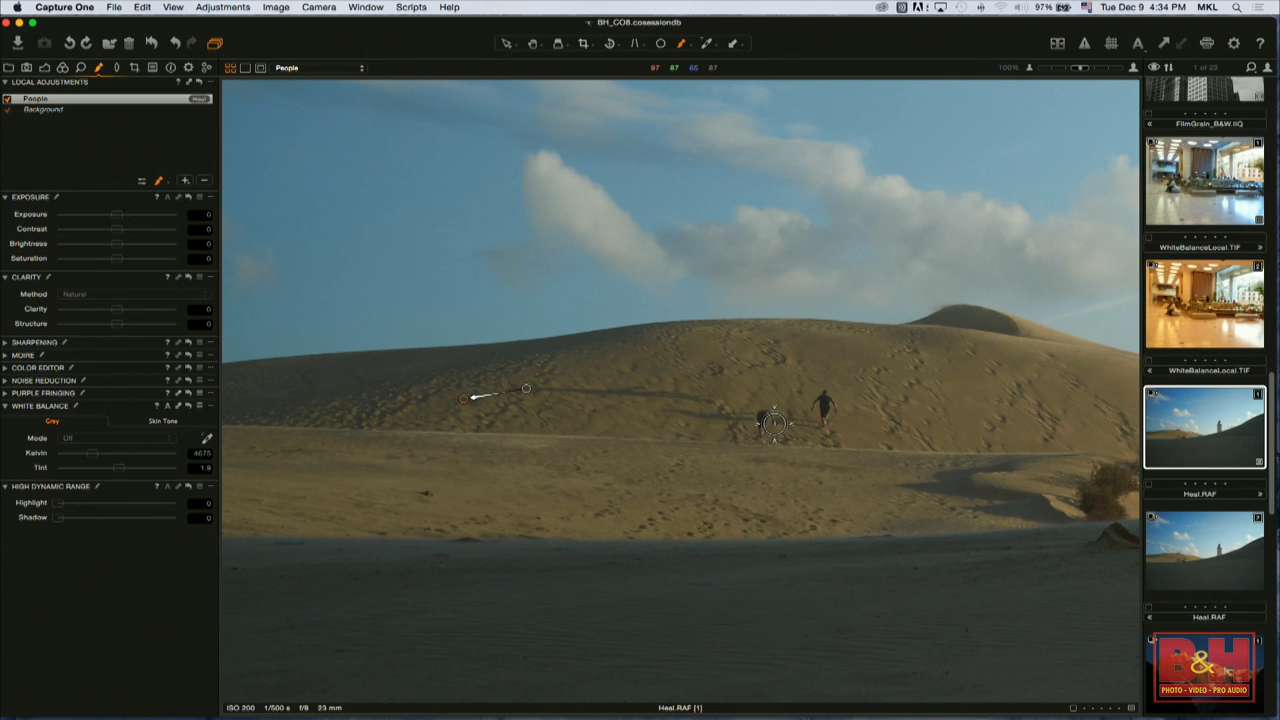 Capture One File Edit View Adjustments Image Camera Window Scripts Help
97% Tue Dec 9 4:34 PM MKL
BH_CO8.cosessiondb
People
97 87 65 87
100%
1 of 23
LOCAL ADJUSTMENTS
People
Heal
Background
EXPOSURE
Exposure 0
Contrast 0
Brightness 0
Saturation 0
CLARITY
Method Natural
Clarity 0
Structure 0
SHARPENING
MOIRE
COLOR EDITOR
NOISE REDUCTION
PURPLE FRINGING
WHITE BALANCE
Grey Skin Tone
Mode Off
Kelvin 4675
Tint 1.9
HIGH DYNAMIC RANGE
Highlight 0
Shadow 0
FilmGrain_B&W.IIQ
WhiteBalanceLocal.TIF
WhiteBalanceLocal.TIF
Heal.RAF
Heal.RAF
B&H
PHOTO - VIDEO - PRO AUDIO
ISO 200 1/500 s f/8 23 mm
Heal.RAF [1]